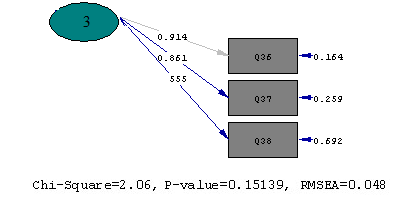 3
0.914
Q36
0.164
0.861
Q37
0.259
555
Q38
0.692
Chi-Square=2.06, P-value=0.15139, RMSEA=0.048